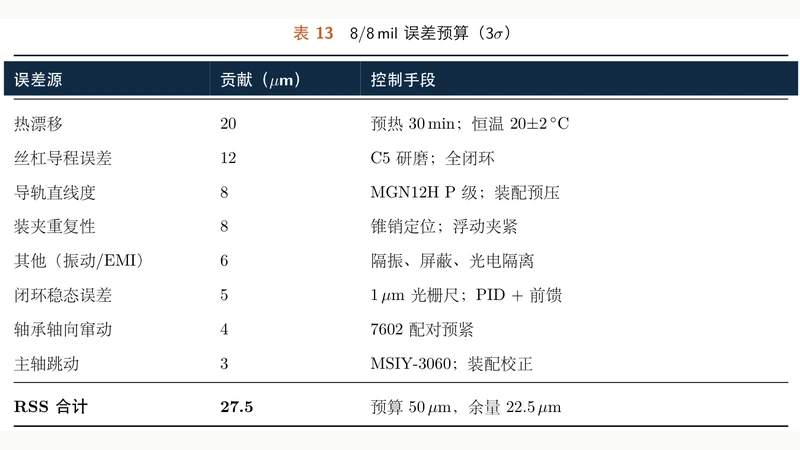 表 13 8/8 mil 误差预算（3σ）
误差源 贡献（μm） 控制手段
热漂移 20 预热 30 min；恒温 20±2 °C
丝杠导程误差 12 C5 研磨；全闭环
导轨直线度 8 MGN12H P 级；装配预压
装夹重复性 8 锥销定位；浮动夹紧
其他（振动/EMI） 6 隔振、屏蔽、光电隔离
闭环稳态误差 5 1 μm 光栅尺；PID + 前馈
轴承轴向窜动 4 7602 配对预紧
主轴跳动 3 MSIY-3060；装配校正
RSS 合计 27.5 预算 50 μm，余量 22.5 μm